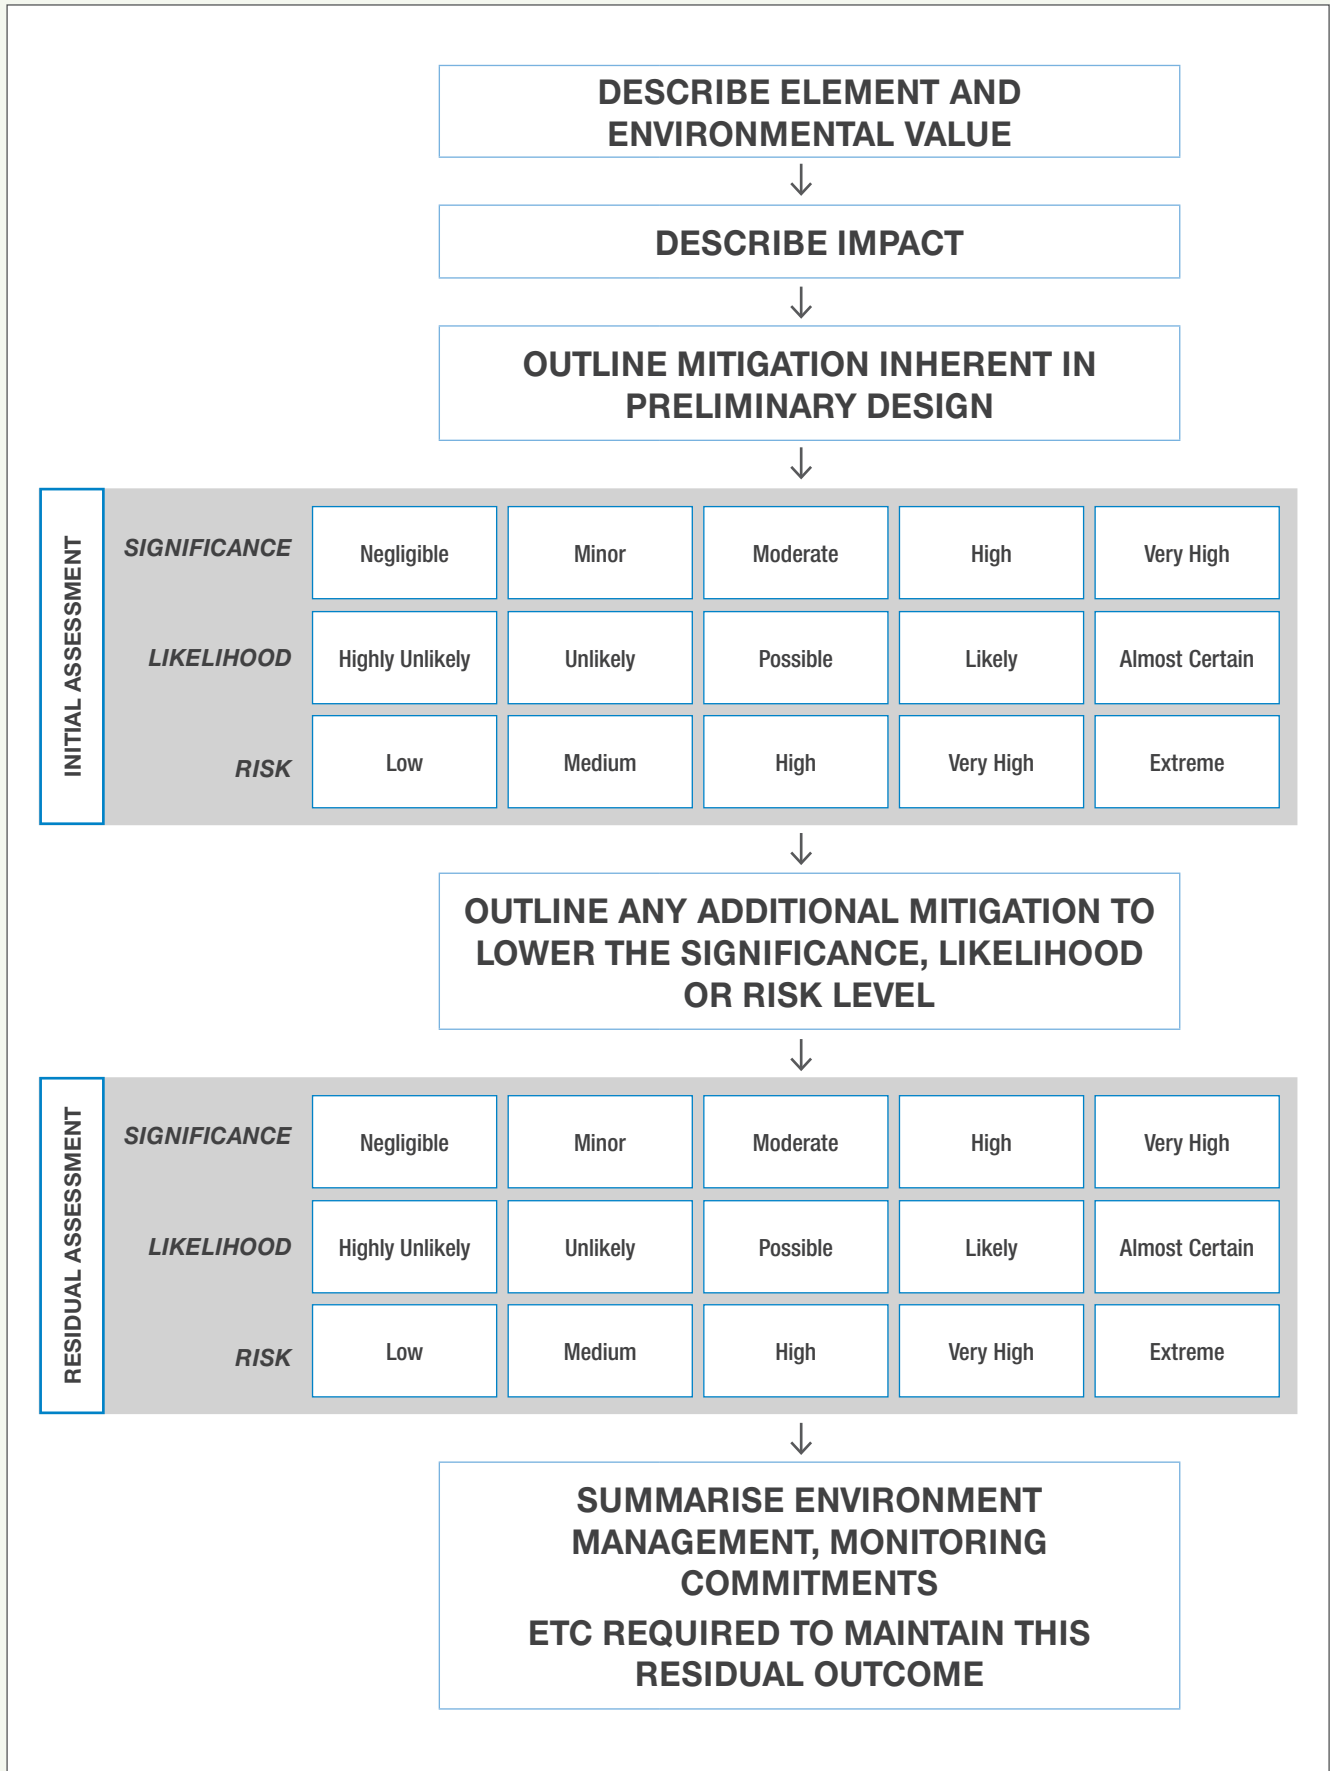 DESCRIBE ELEMENT AND
ENVIRONMENTAL VALUE
DESCRIBE IMPACT
OUTLINE MITIGATION INHERENT IN
PRELIMINARY DESIGN
INITIAL ASSESSMENT
SIGNIFICANCE Negligible Minor Moderate High Very High
LIKELIHOOD Highly Unlikely Unlikely Possible Likely Almost Certain
RISK Low Medium High Very High Extreme
OUTLINE ANY ADDITIONAL MITIGATION TO
LOWER THE SIGNIFICANCE, LIKELIHOOD
OR RISK LEVEL
RESIDUAL ASSESSMENT
SIGNIFICANCE Negligible Minor Moderate High Very High
LIKELIHOOD Highly Unlikely Unlikely Possible Likely Almost Certain
RISK Low Medium High Very High Extreme
SUMMARISE ENVIRONMENT
MANAGEMENT, MONITORING
COMMITMENTS
ETC REQUIRED TO MAINTAIN THIS
RESIDUAL OUTCOME